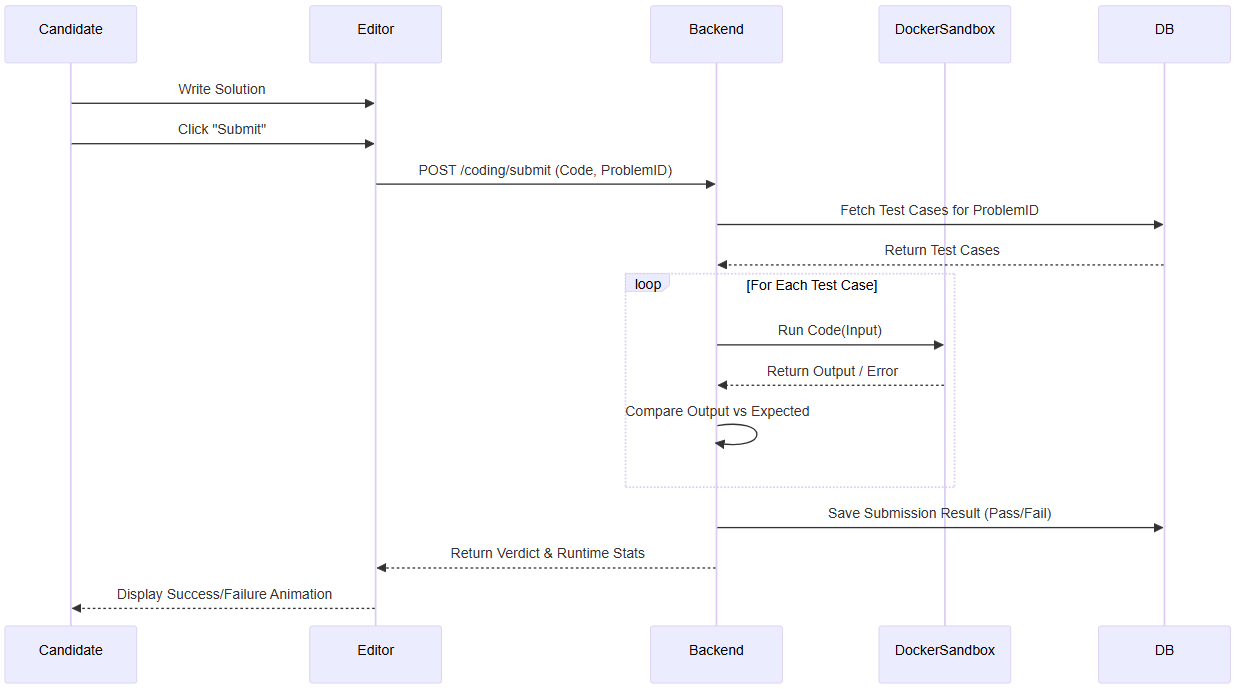 Candidate
Editor
Backend
DockerSandbox
DB
Write Solution
Click "Submit"
POST /coding/submit (Code, ProblemID)
Fetch Test Cases for ProblemID
Return Test Cases
loop
[For Each Test Case]
Run Code(Input)
Return Output / Error
Compare Output vs Expected
Save Submission Result (Pass/Fail)
Return Verdict & Runtime Stats
Display Success/Failure Animation
Candidate
Editor
Backend
DockerSandbox
DB